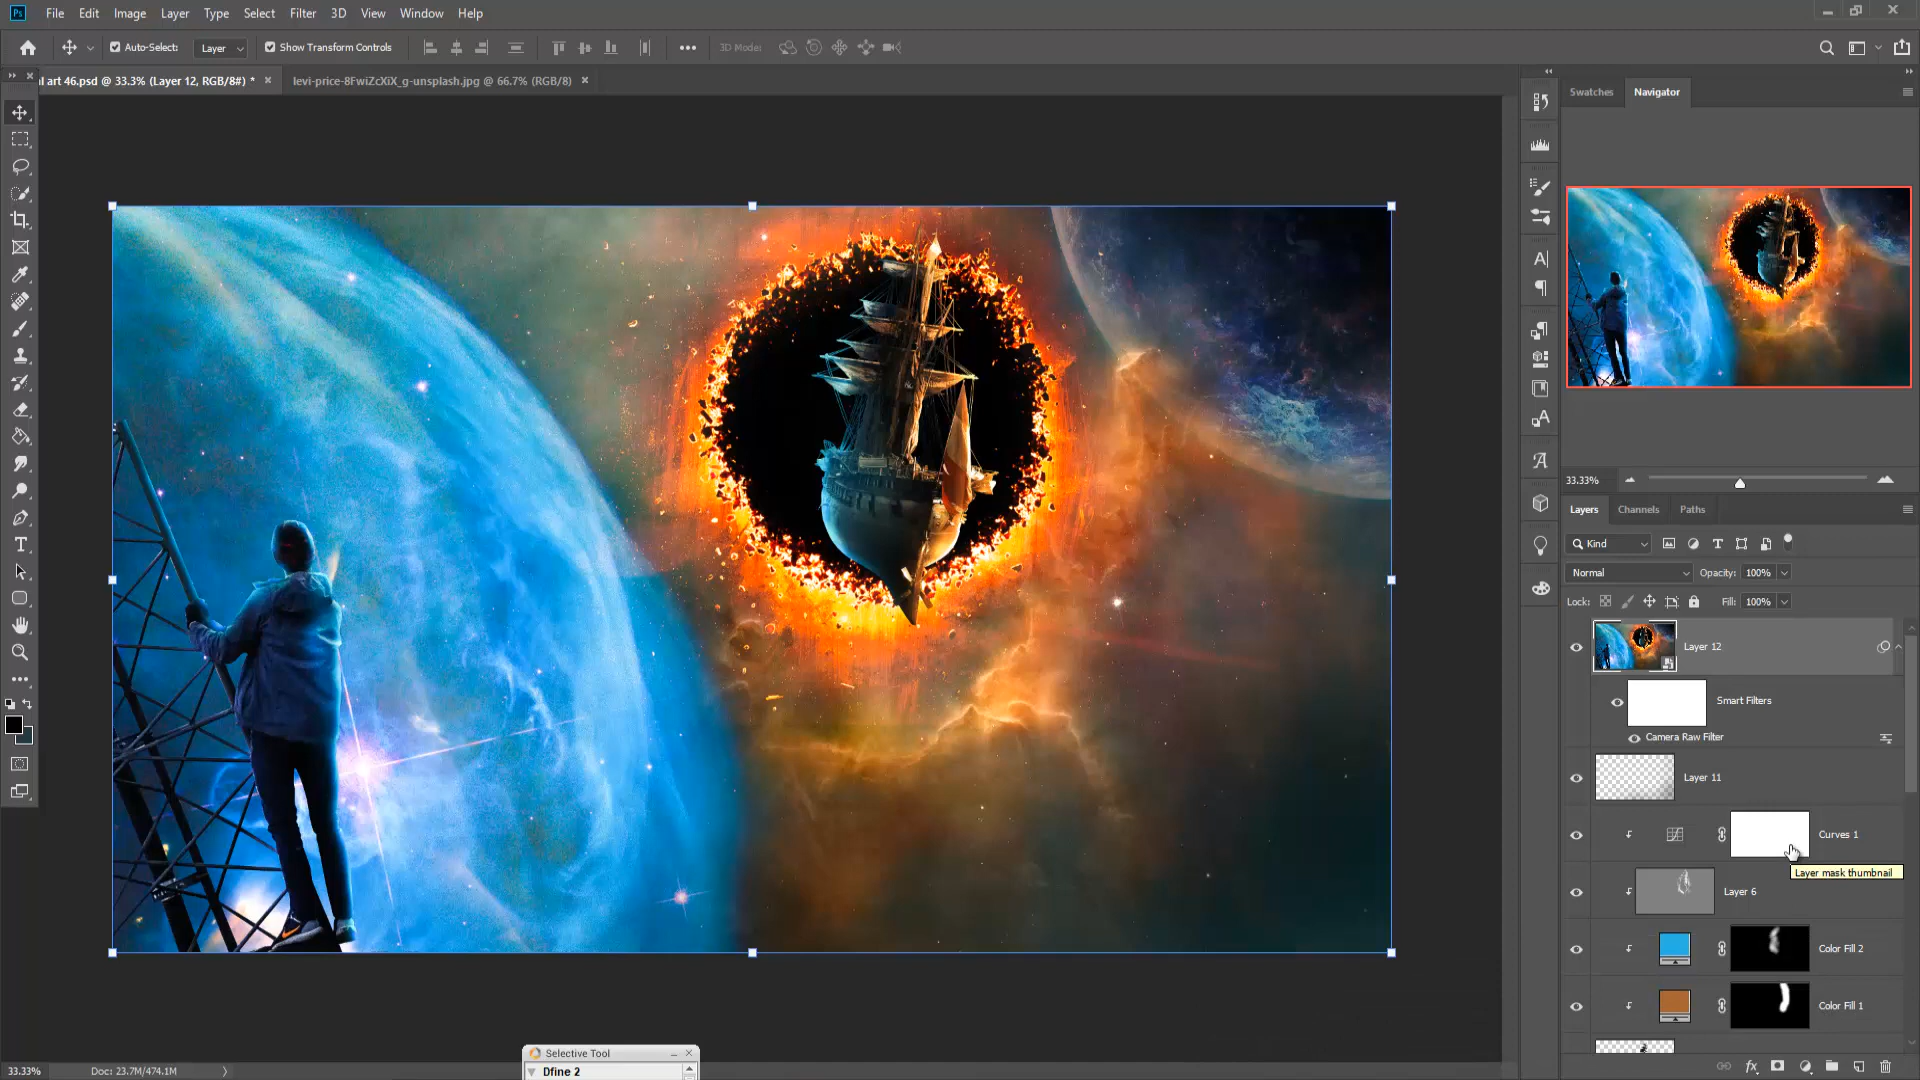 Ps File Edit Image Layer Type Select Filter 3D View Window Help
Auto-Select: Layer Show Transform Controls 3D Mode:
al art 46.psd @ 33.3% (Layer 12, RGB/8#) * levi-price-8FwiZcXiX_g-unsplash.jpg @ 66.7% (RGB/8)
Swatches Navigator
33.33%
Layers Channels Paths
Kind
Normal Opacity: 100%
Lock: Fill: 100%
Layer 12
Smart Filters
Camera Raw Filter
Layer 11
Curves 1
Layer mask thumbnail
Layer 6
Color Fill 2
Color Fill 1
Selective Tool
Dfine 2
33.33% Doc: 23.7M/474.1M